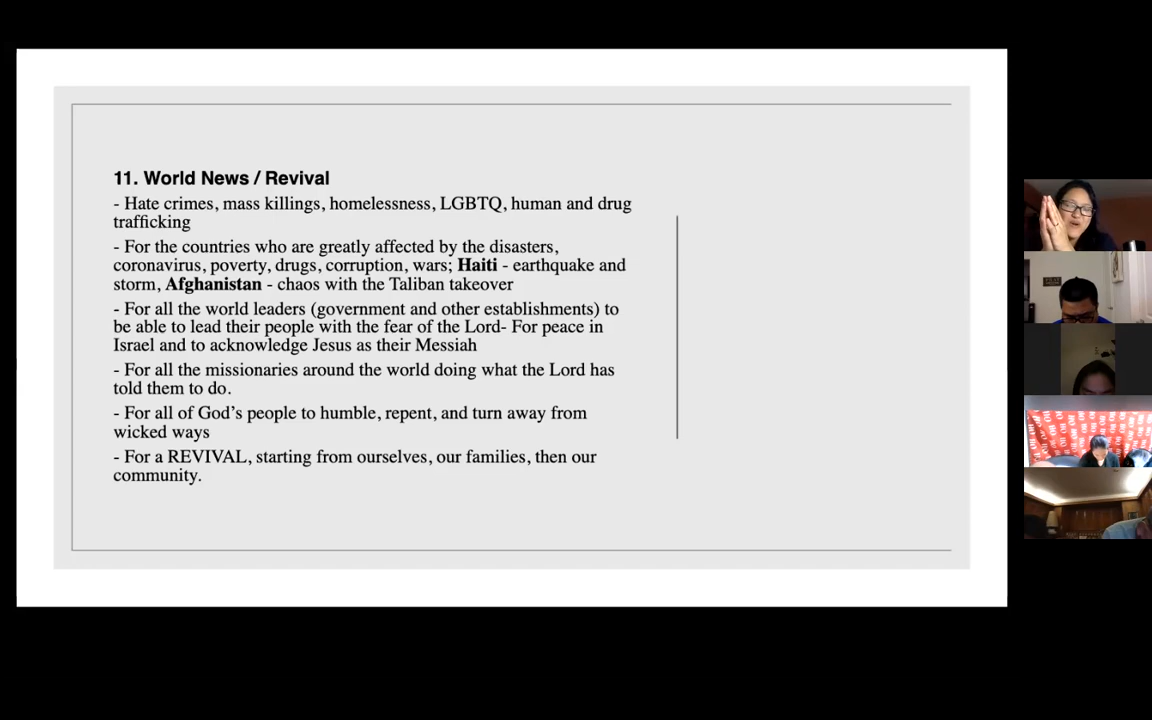 11. World News / Revival
- Hate crimes, mass killings, homelessness, LGBTQ, human and drug
trafficking
- For the countries who are greatly affected by the disasters,
coronavirus, poverty, drugs, corruption, wars; Haiti - earthquake and
storm, Afghanistan - chaos with the Taliban takeover
- For all the world leaders (government and other establishments) to
be able to lead their people with the fear of the Lord- For peace in
Israel and to acknowledge Jesus as their Messiah
- For all the missionaries around the world doing what the Lord has
told them to do.
- For all of God’s people to humble, repent, and turn away from
wicked ways
- For a REVIVAL, starting from ourselves, our families, then our
community.